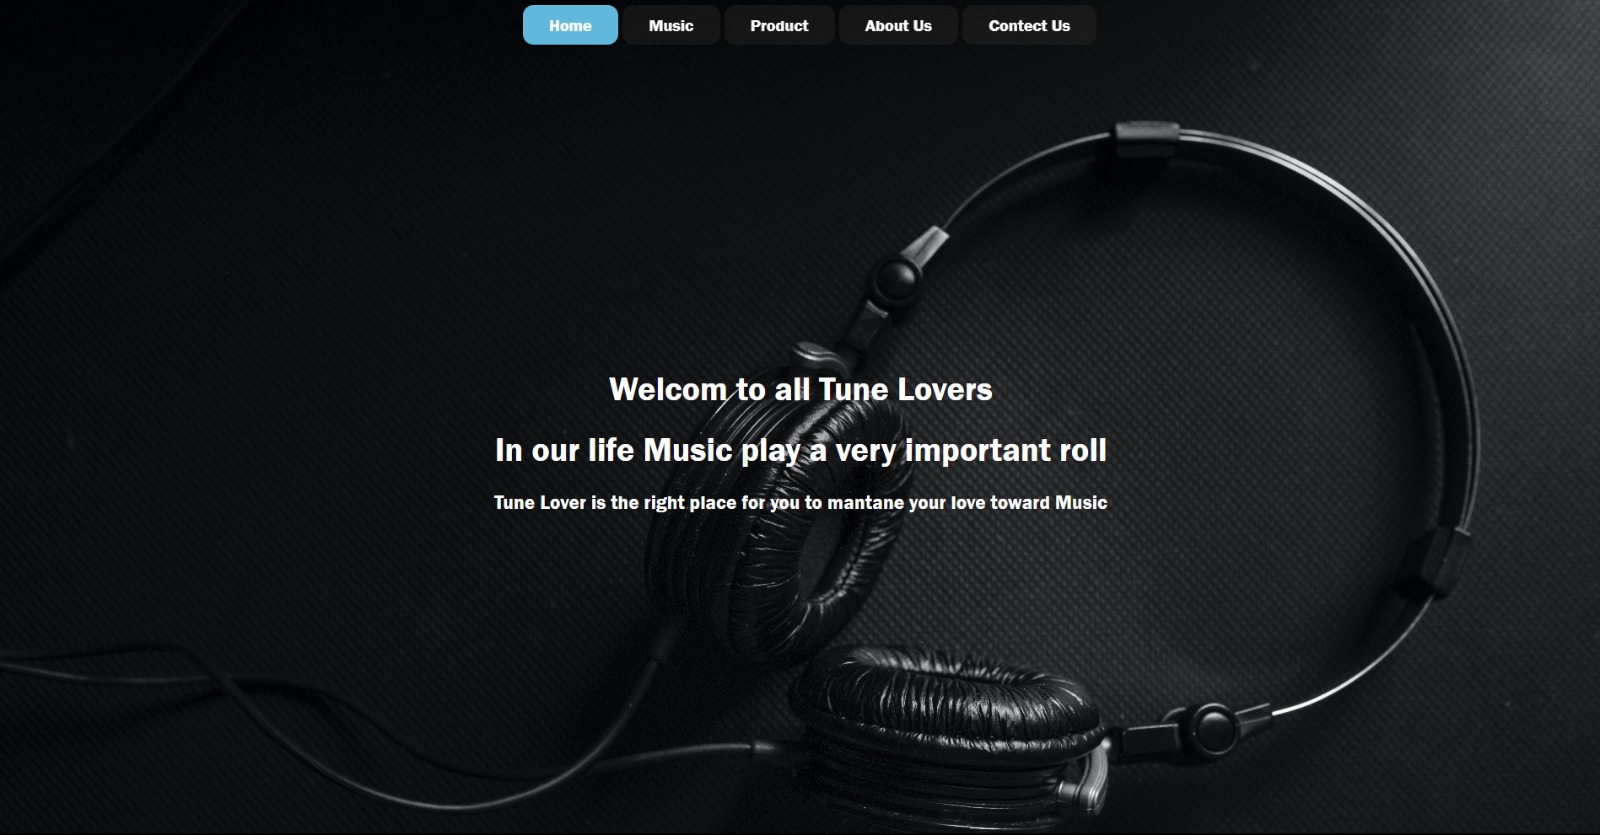 Home Music Product About Us Contect Us
Welcom to all Tune Lovers
In our life Music play a very important roll
Tune Lover is the right place for you to mantane your love toward Music